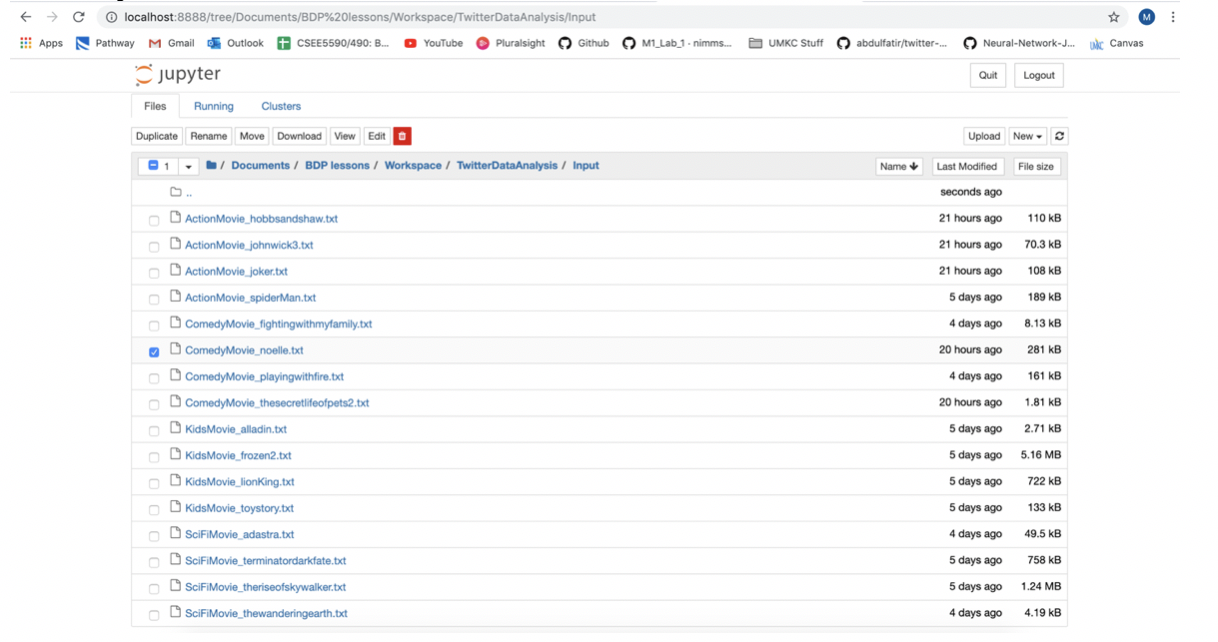 localhost:8888/tree/Documents/BDP%20lessons/Workspace/TwitterDataAnalysis/Input M
Apps Pathway Gmail Outlook CSEE5590/490: B... YouTube Pluralsight Github M1_Lab_1 - nimms... UMKC Stuff abdulfatir/twitter-... Neural-Network-J... Canvas
jupyter Quit Logout
Files Running Clusters
Duplicate Rename Move Download View Edit Upload New
1 / Documents / BDP lessons / Workspace / TwitterDataAnalysis / Input Name Last Modified File size
.. seconds ago
ActionMovie_hobbsandshaw.txt 21 hours ago 110 kB
ActionMovie_johnwick3.txt 21 hours ago 70.3 kB
ActionMovie_joker.txt 21 hours ago 108 kB
ActionMovie_spiderMan.txt 5 days ago 189 kB
ComedyMovie_fightingwithmyfamily.txt 4 days ago 8.13 kB
ComedyMovie_noelle.txt 20 hours ago 281 kB
ComedyMovie_playingwithfire.txt 4 days ago 161 kB
ComedyMovie_thesecretlifeofpets2.txt 20 hours ago 1.81 kB
KidsMovie_alladin.txt 5 days ago 2.71 kB
KidsMovie_frozen2.txt 5 days ago 5.16 MB
KidsMovie_lionKing.txt 5 days ago 722 kB
KidsMovie_toystory.txt 5 days ago 133 kB
SciFiMovie_adastra.txt 4 days ago 49.5 kB
SciFiMovie_terminatordarkfate.txt 5 days ago 758 kB
SciFiMovie_theriseofskywalker.txt 5 days ago 1.24 MB
SciFiMovie_thewanderingearth.txt 4 days ago 4.19 kB